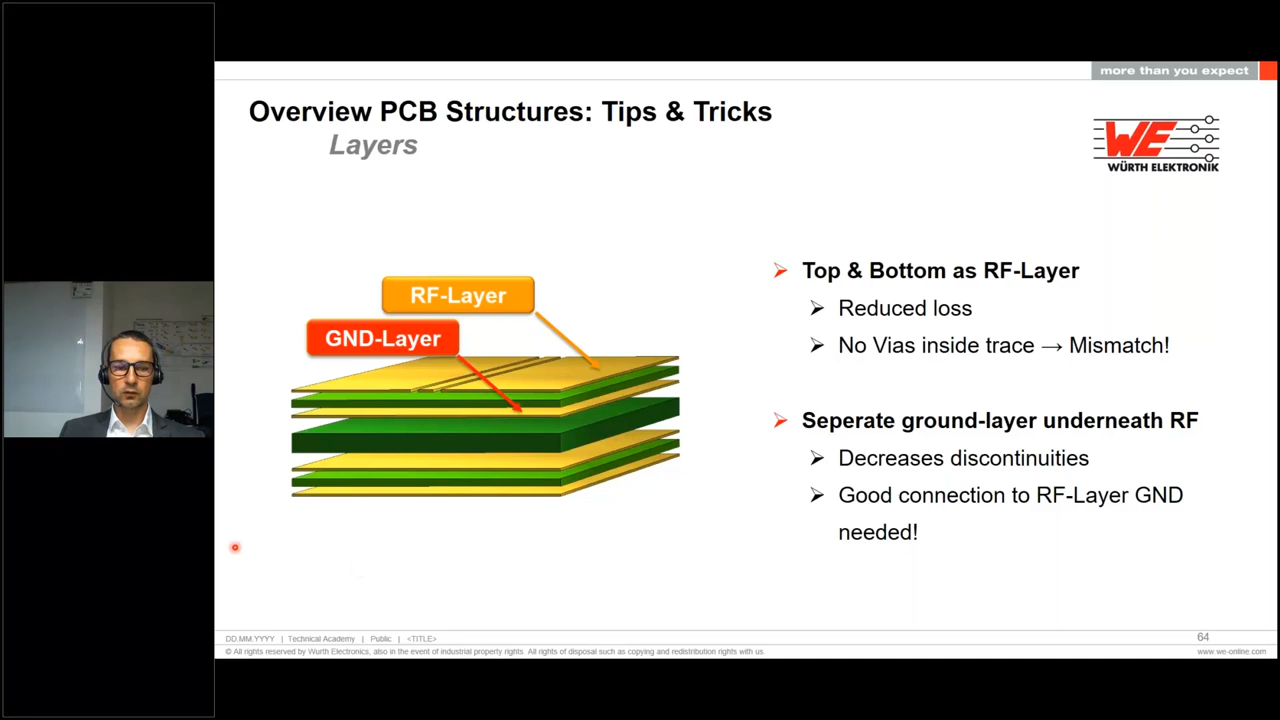 more than you expect
Overview PCB Structures: Tips & Tricks
Layers
WE
WÜRTH ELEKTRONIK
RF-Layer
GND-Layer
➢ Top & Bottom as RF-Layer
➢ Reduced loss
➢ No Vias inside trace → Mismatch!
➢ Seperate ground-layer underneath RF
➢ Decreases discontinuities
➢ Good connection to RF-Layer GND
needed!
DD.MM.YYYY | Technical Academy | Public | <TITLE>
64
© All rights reserved by Wurth Electronics, also in the event of industrial property rights. All rights of disposal such as copying and redistribution rights with us.
www.we-online.com